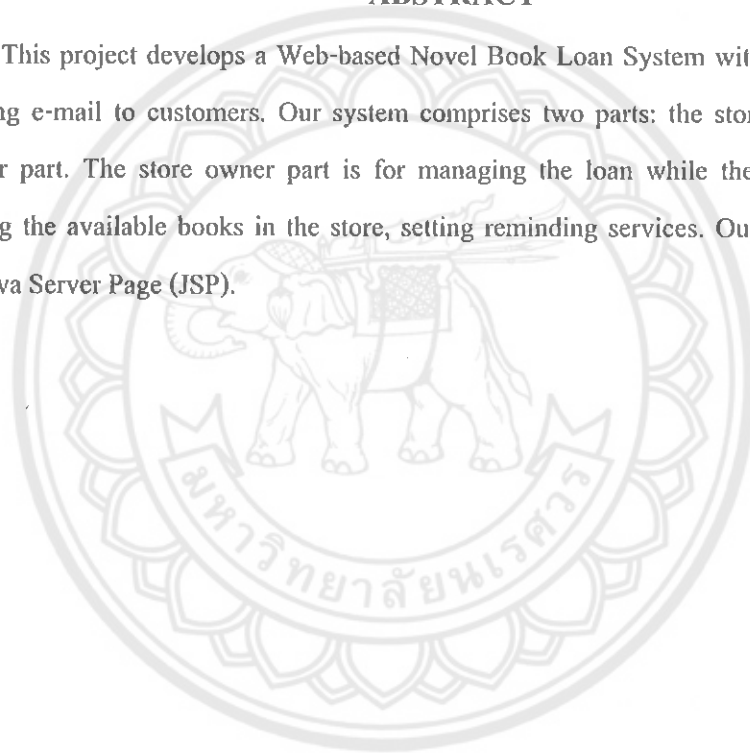 ABSTRACT
This project develops a Web-based Novel Book Loan System
ng e-mail to customers. Our system comprises two parts: the
r part. The store owner part is for managing the loan while the
g the available books in the store, setting reminding services.
va Server Page (JSP).
มหาวิทยาลัยนเรศวร